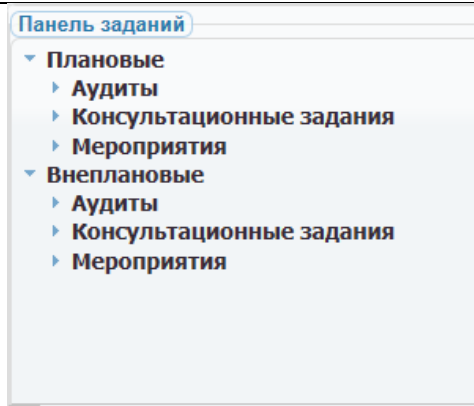 Панель заданий
Плановые
Аудиты
Консультационные задания
Мероприятия
Внеплановые
Аудиты
Консультационные задания
Мероприятия